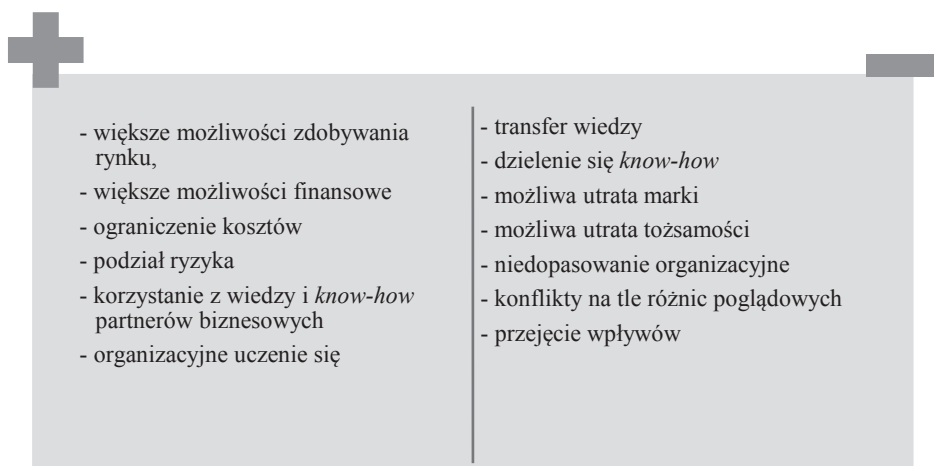 - większe możliwości zdobywania
rynku,
- większe możliwości finansowe
- ograniczenie kosztów
- podział ryzyka
- korzystanie z wiedzy i know-how
partnerów biznesowych
- organizacyjne uczenie się
- transfer wiedzy
- dzielenie się know-how
- możliwa utrata marki
- możliwa utrata tożsamości
- niedopasowanie organizacyjne
- konflikty na tle różnic poglądowych
- przejęcie wpływów